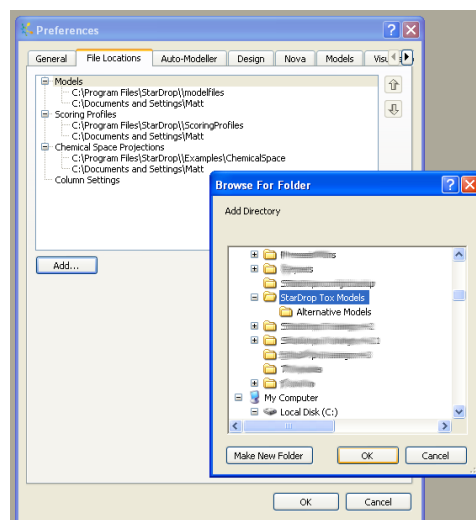 Preferences
General File Locations Auto-Modeller Design Nova Models
Models
C:\Program Files\StarDrop\\modelfiles
C:\Documents and Settings\Matt
Scoring Profiles
C:\Program Files\StarDrop\\ScoringProfiles
C:\Documents and Settings\Matt
Chemical Space Projections
C:\Program Files\StarDrop\\Examples\ChemicalSpace
C:\Documents and Settings\Matt
Column Settings
Add...
Browse For Folder
Add Directory
StarDrop Tox Models
Alternative Models
My Computer
Local Disk (C:)
Make New Folder OK Cancel
OK Cancel